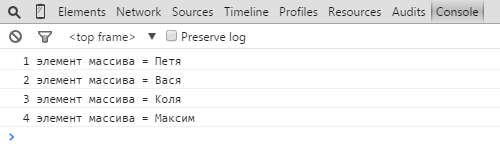 Elements Network Sources Timeline Profiles Resources Audits Console
<top frame> ▼ Preserve log
1 элемент массива = Петя
2 элемент массива = Вася
3 элемент массива = Коля
4 элемент массива = Максим
>